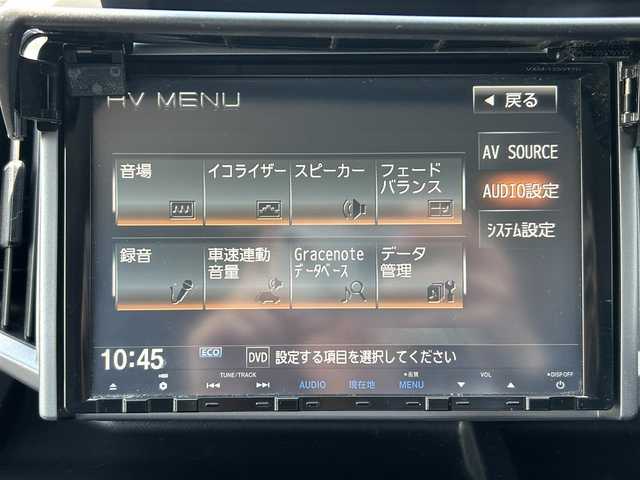 AV MENU
◀ 戻る
AV SOURCE
音場 イコライザー スピーカー フェード
バランス
AUDIO設定
システム設定
録音 車速連動 Gracenote データ
音量 データベース 管理
10:45 ECO DVD 設定する項目を選択してください
TUNE/TRACK
画質
VOL
DISP OFF
AUDIO 現在地 MENU